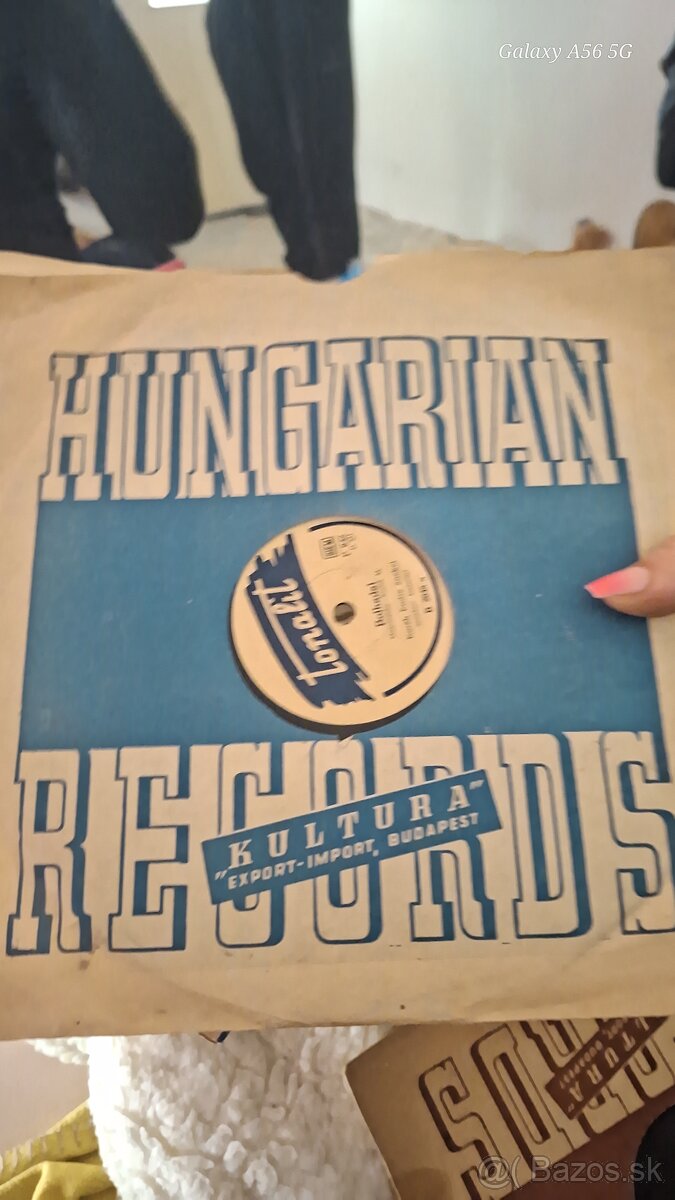 Galaxy A56 5G
HUNGARIAN
tonalit
RECORDS
„KULTURA”
EXPORT-IMPORT, BUDAPEST
@( Bazos.sk